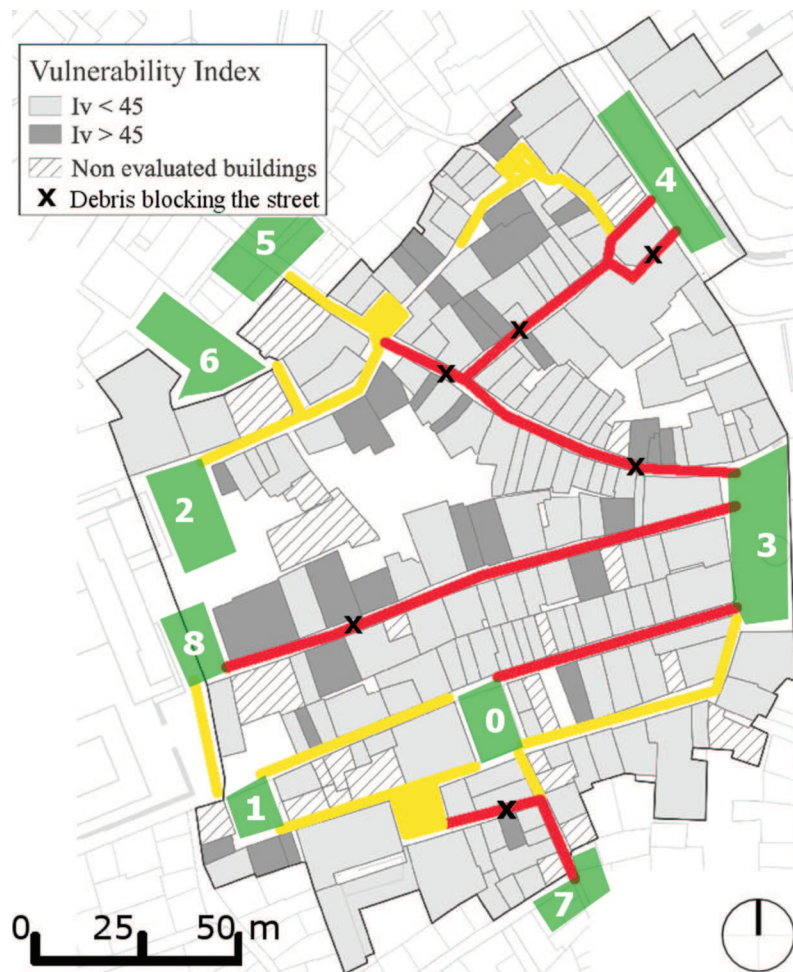 Vulnerability Index
Iv < 45
Iv > 45
Non evaluated buildings
X Debris blocking the street
4
5
X
6
X
X
X
2
3
8
X
0
1
X
7
0 25 50 m